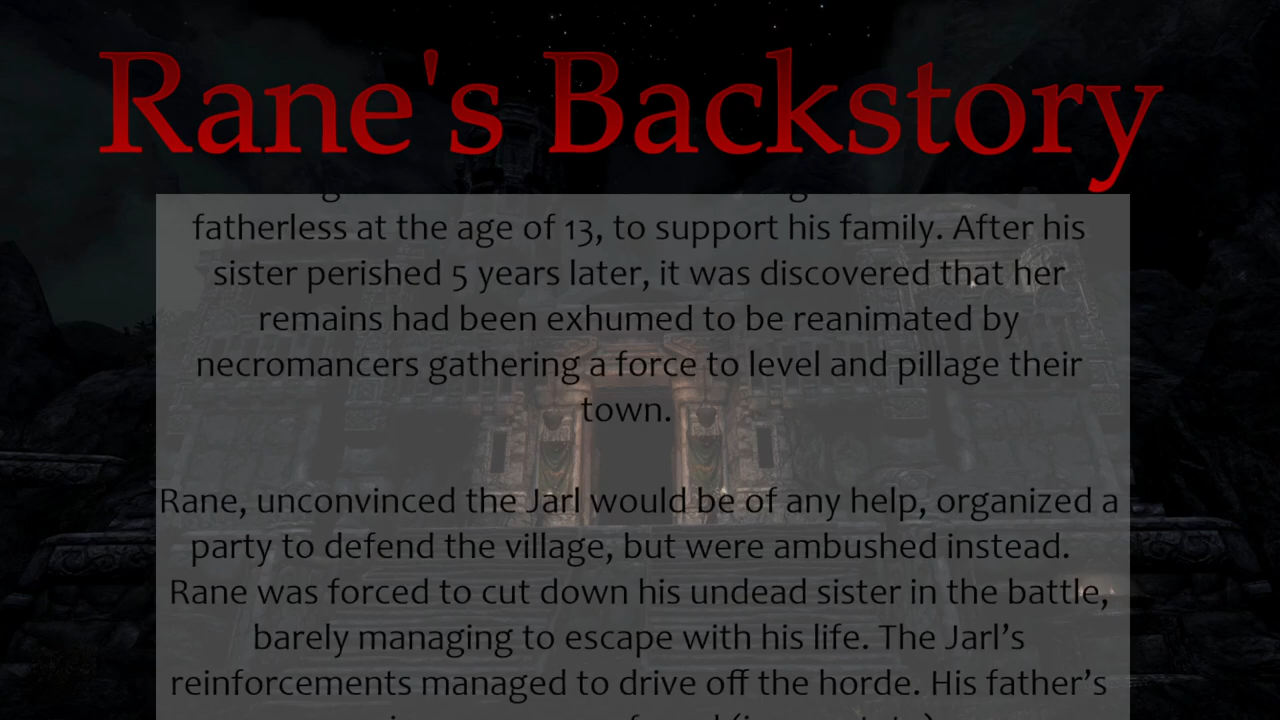 Rane's Backstory
fatherless at the age of 13, to support his family. After his
sister perished 5 years later, it was discovered that her
remains had been exhumed to be reanimated by
necromancers gathering a force to level and pillage their
town.
Rane, unconvinced the Jarl would be of any help, organized a
party to defend the village, but were ambushed instead.
Rane was forced to cut down his undead sister in the battle,
barely managing to escape with his life. The Jarl’s
reinforcements managed to drive off the horde. His father’s